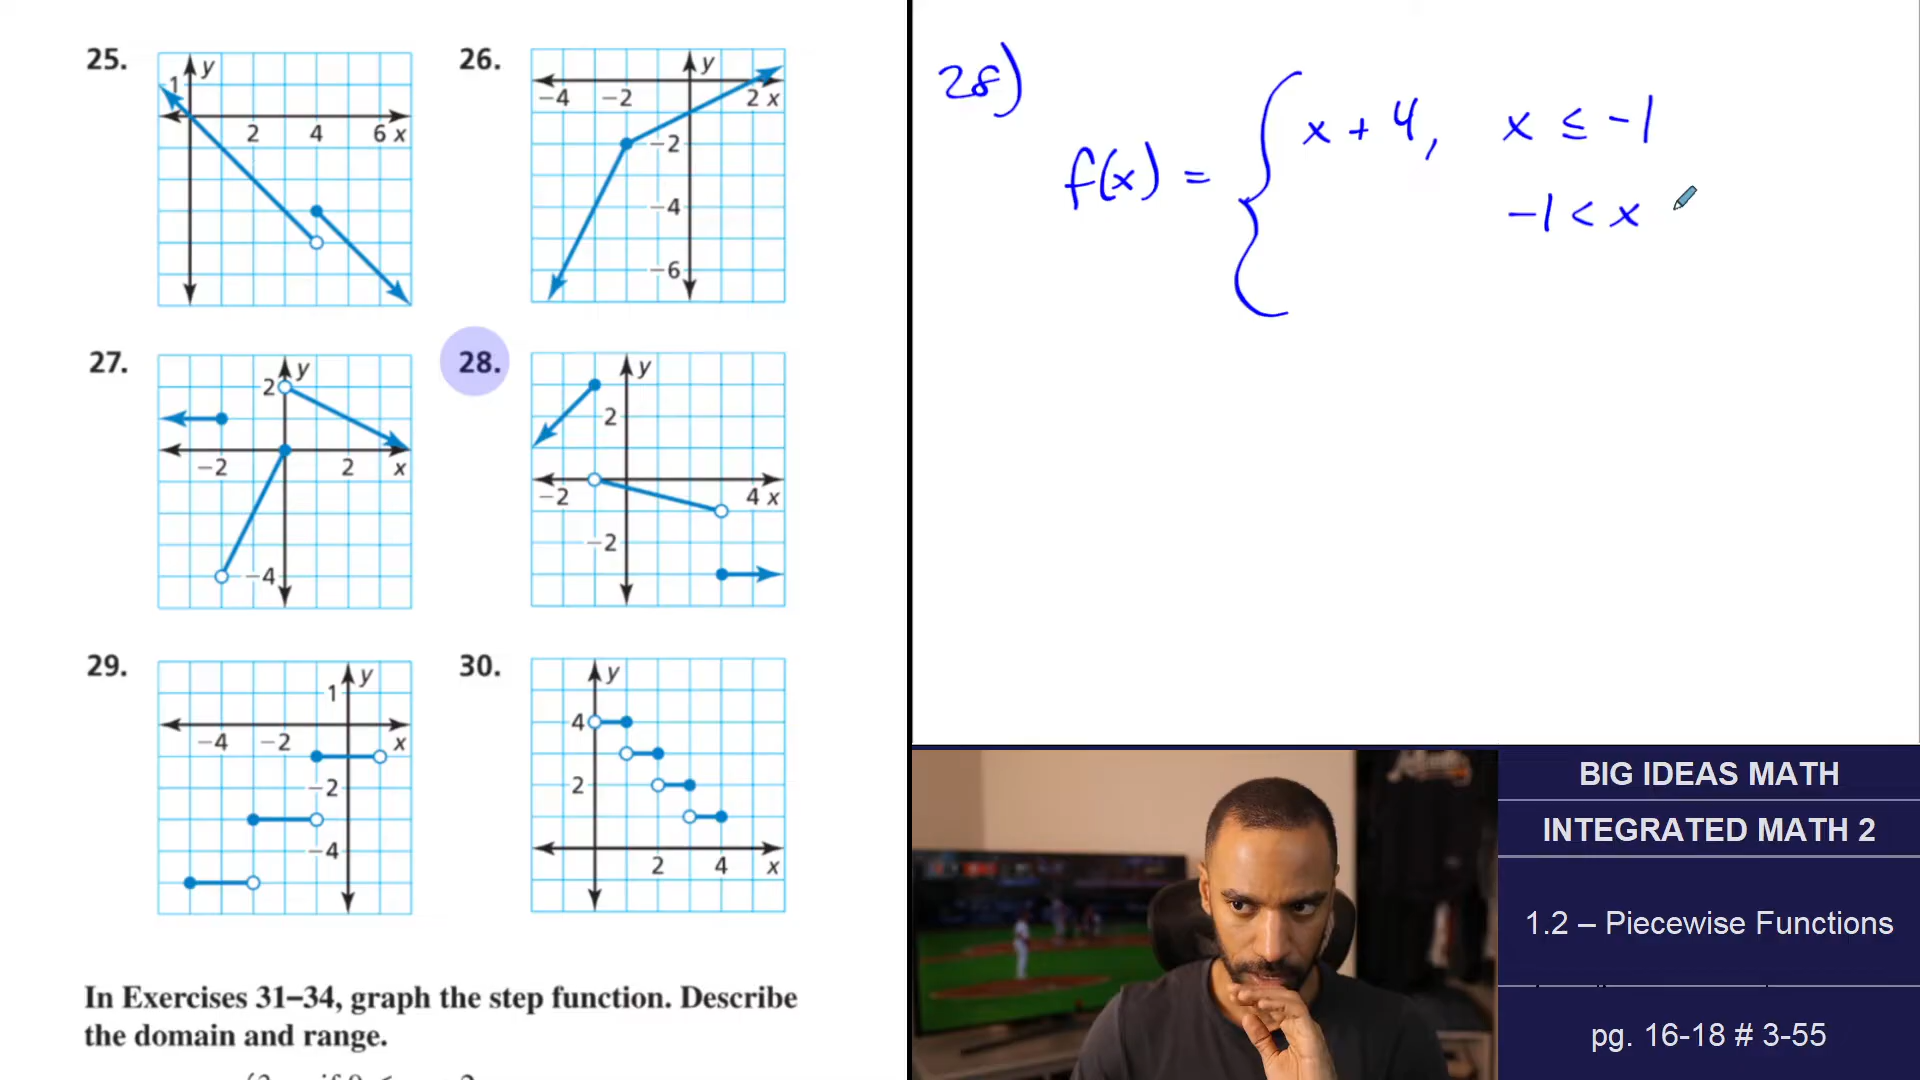 25.
y
1
2 4 6 x
26.
y
-4 -2 2 x
-2
-4
-6
27.
y
2
-2 2 x
-4
28.
y
2
-2 4 x
-2
29.
y
1
-4 -2 x
-2
-4
30.
y
4
2
2 4 x
In Exercises 31–34, graph the step function. Describe
the domain and range.
28)
f(x) = { x + 4, x ≤ -1
-1 < x
BIG IDEAS MATH
INTEGRATED MATH 2
1.2 – Piecewise Functions
pg. 16-18 # 3-55